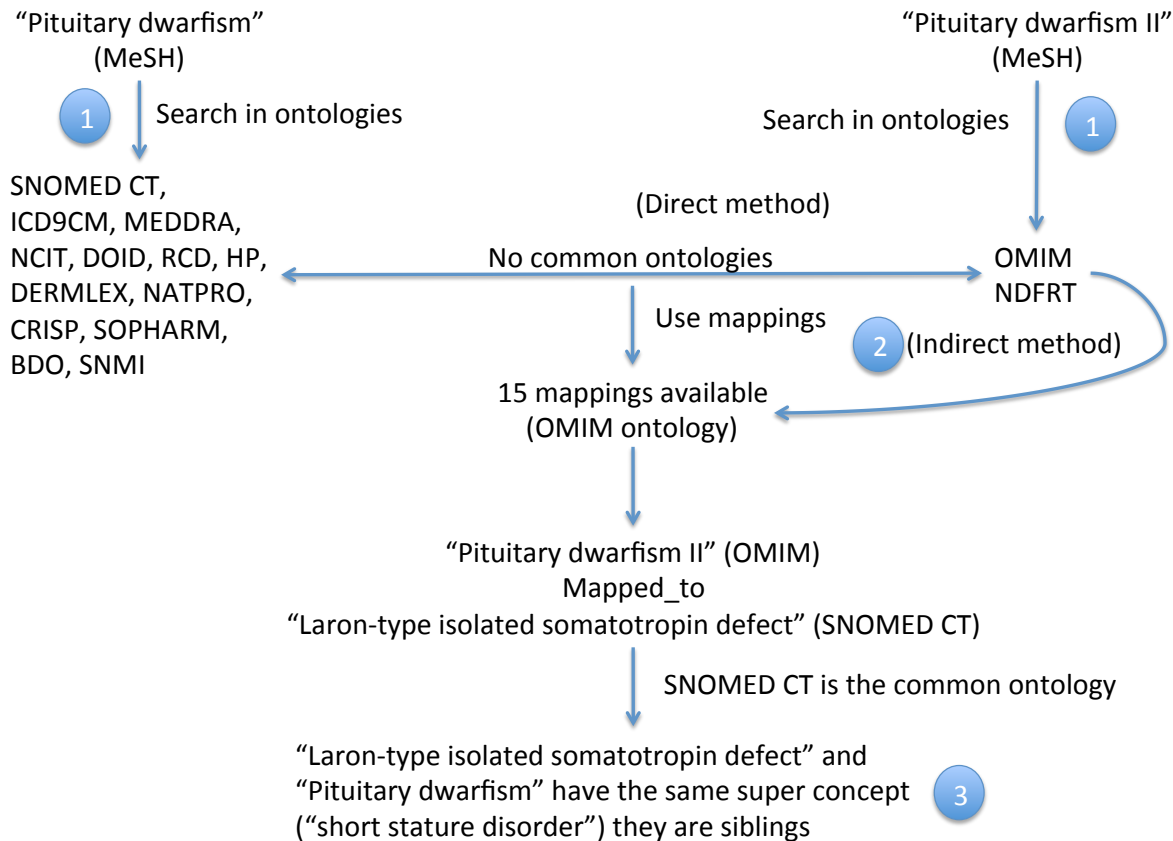 “Pituitary dwarfism”
(MeSH)
1
Search in ontologies
SNOMED CT,
ICD9CM, MEDDRA,
NCIT, DOID, RCD, HP,
DERMLEX, NATPRO,
CRISP, SOPHARM,
BDO, SNMI
“Pituitary dwarfism II”
(MeSH)
Search in ontologies
1
OMIM
NDFRT
(Direct method)
No common ontologies
Use mappings
2
(Indirect method)
15 mappings available
(OMIM ontology)
“Pituitary dwarfism II” (OMIM)
Mapped_to
“Laron-type isolated somatotropin defect” (SNOMED CT)
SNOMED CT is the common ontology
“Laron-type isolated somatotropin defect” and
“Pituitary dwarfism” have the same super concept
(“short stature disorder”) they are siblings
3